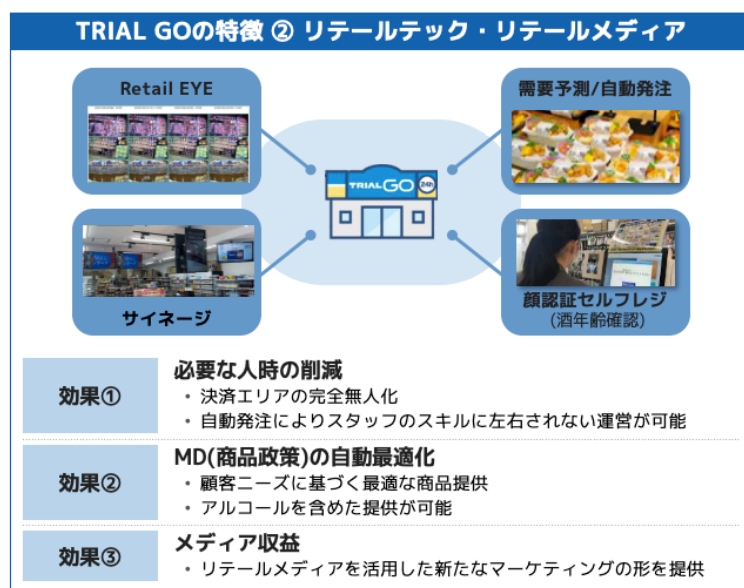 TRIAL GOの特徴 ② リテールテック・リテールメディア
Retail EYE
需要予測/自動発注
TRIAL GO 24h
サイネージ
顔認証セルフレジ
(酒年齢確認)
効果①
必要な人時の削減
・決済エリアの完全無人化
・自動発注によりスタッフのスキルに左右されない運営が可能
効果②
MD(商品政策)の自動最適化
・顧客ニーズに基づく最適な商品提供
・アルコールを含めた提供が可能
効果③
メディア収益
・リテールメディアを活用した新たなマーケティングの形を提供